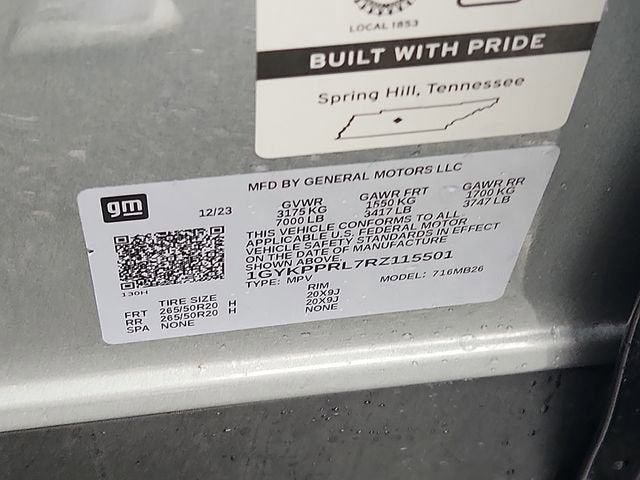 LOCAL 1853
BUILT WITH PRIDE
Spring Hill, Tennessee
MFD BY GENERAL MOTORS LLC
gm
12/23
GVWR GAWR FRT GAWR RR
3175 KG 1550 KG 1700 KG
7000 LB 3417 LB 3747 LB
THIS VEHICLE CONFORMS TO ALL
APPLICABLE U.S. FEDERAL MOTOR
VEHICLE SAFETY STANDARDS IN EFFECT
ON THE DATE OF MANUFACTURE
SHOWN ABOVE.
1GYKPPRL7RZ115501
TYPE: MPV MODEL: 716MB26
130H
TIRE SIZE RIM
FRT 265/50R20 H 20X9J
RR 265/50R20 H 20X9J
SPA NONE NONE